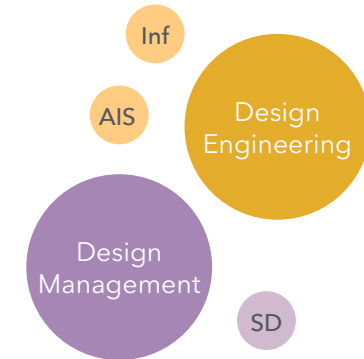 Inf
AIS
Design
Engineering
Design
Management
SD